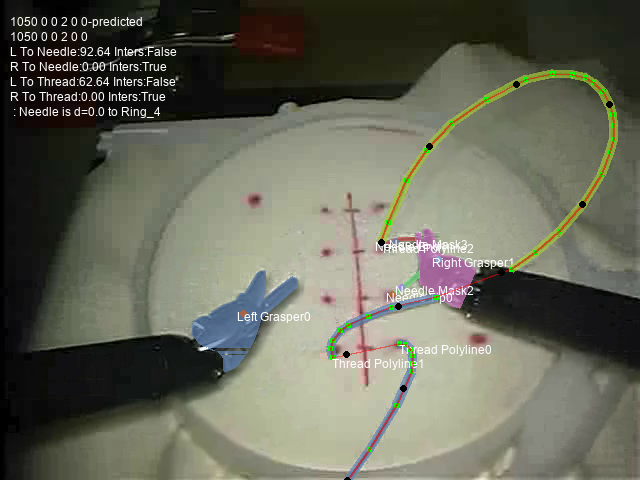 1050 0 0 2 0 0-predicted
1050 0 0 2 0 0
L To Needle:92.64 Inters:False
R To Needle:0.00 Inters:True
L To Thread:62.64 Inters:False
R To Thread:0.00 Inters:True
: Needle is d=0.0 to Ring_4
Needle Mask3
Thread Polyline2
Right Grasper1
Needle Mask2
Left Grasper0
Thread Polyline0
Thread Polyline1